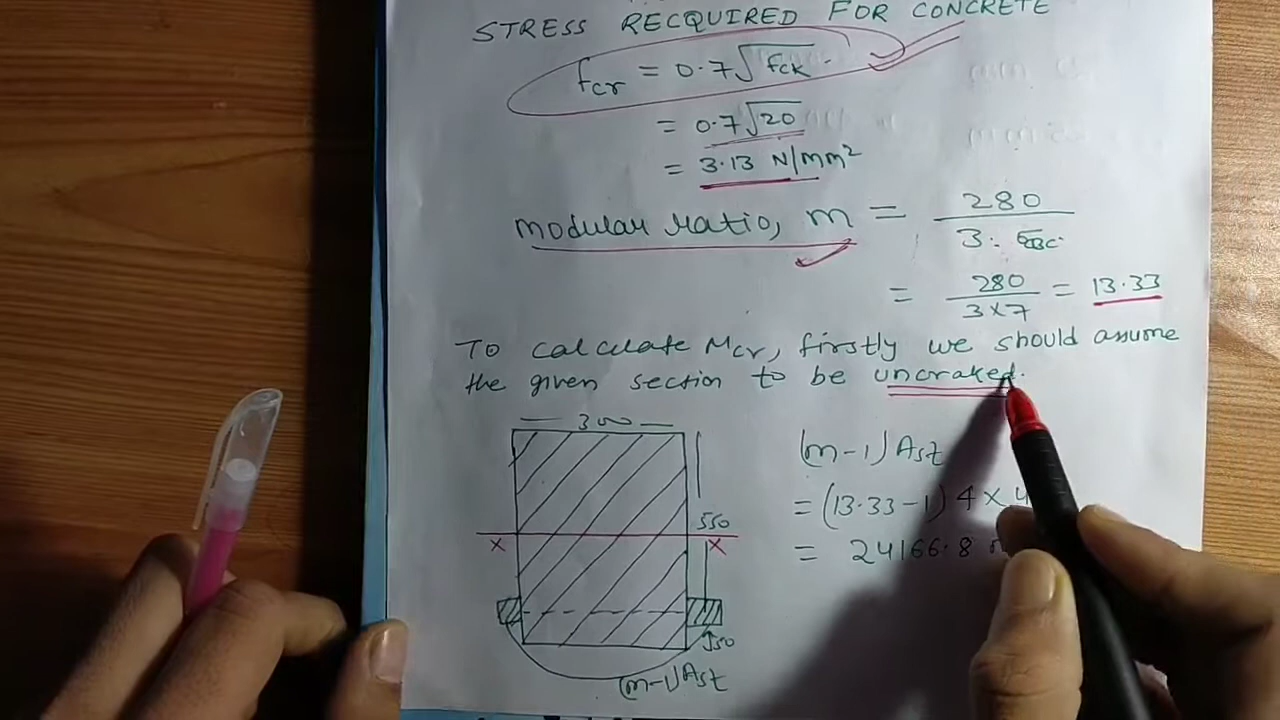 STRESS RECQUIRED FOR CONCRETE
fcr = 0.7√fck.
= 0.7√20
= 3.13 N/mm²
modular ratio, m = 280 / 3.σcbc.
= 280 / 3×7 = 13.33
To calculate Mcr, firstly we should assume
the given section to be uncraked.
300
(m-1) Ast
= (13.33-1) 4 × 4
= 24166.8
550
x x
50
(m-1) Ast